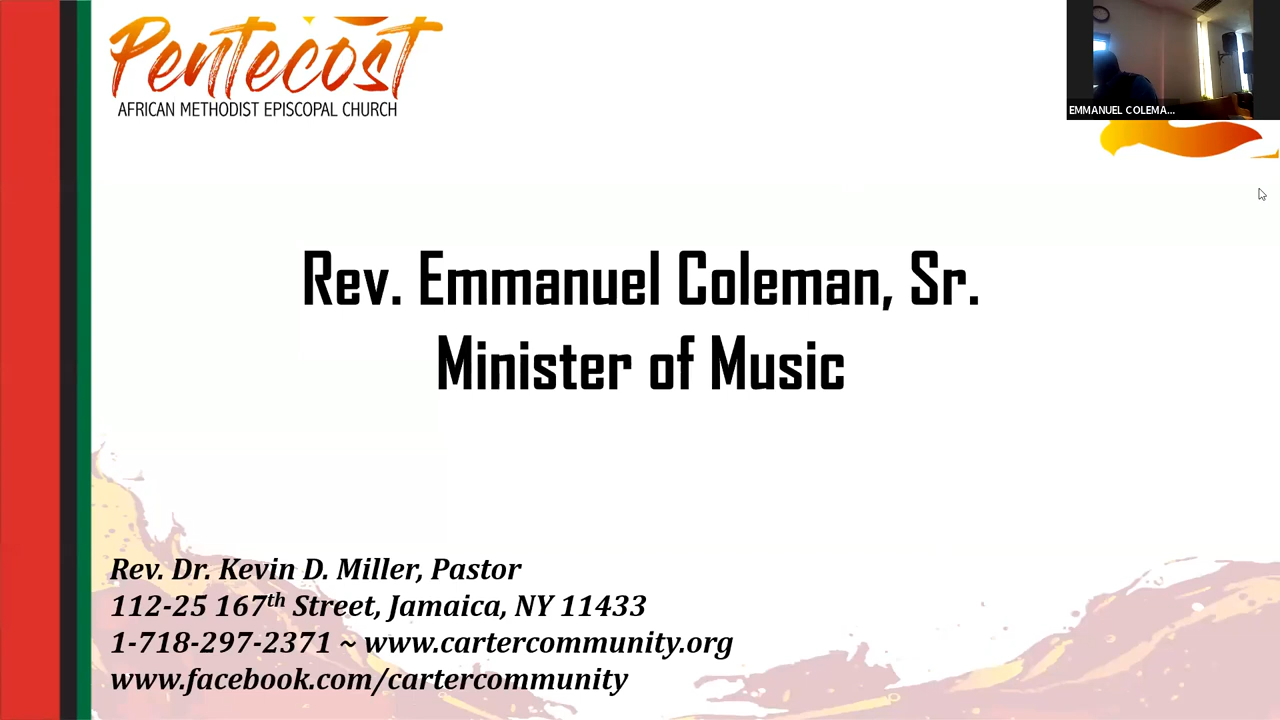 Pentecost
AFRICAN METHODIST EPISCOPAL CHURCH
EMMANUEL COLEMA...
Rev. Emmanuel Coleman, Sr.
Minister of Music
Rev. Dr. Kevin D. Miller, Pastor
112-25 167th Street, Jamaica, NY 11433
1-718-297-2371 ~ www.cartercommunity.org
www.facebook.com/cartercommunity